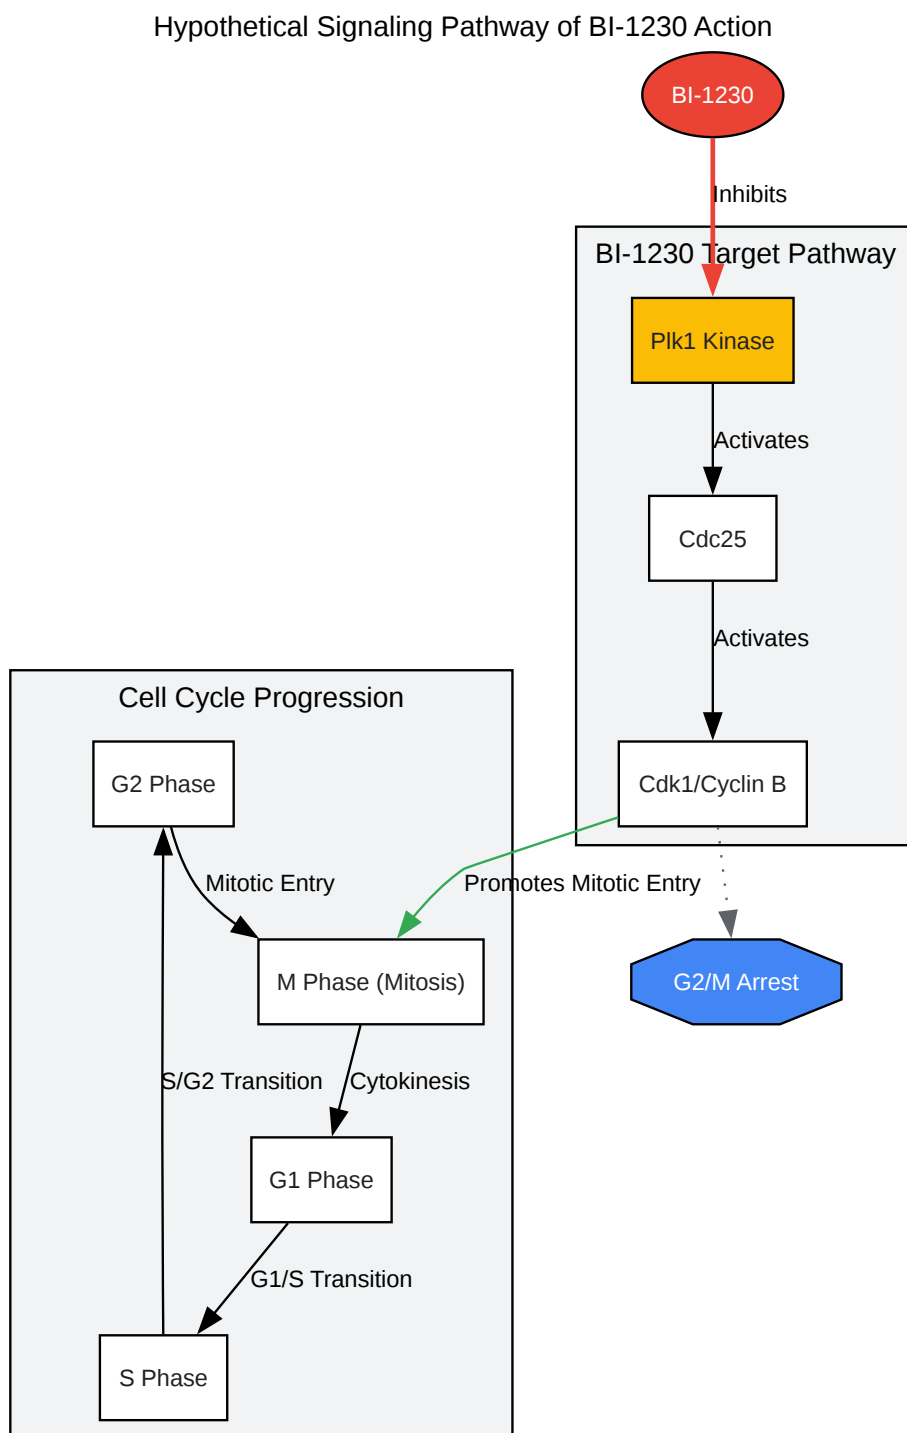 Hypothetical Signaling Pathway of BI-1230 Action
BI-1230
Inhibits
BI-1230 Target Pathway
Plk1 Kinase
Activates
Cdc25
Activates
Cell Cycle Progression
G2 Phase
Cdk1/Cyclin B
Mitotic Entry
Promotes Mitotic Entry
M Phase (Mitosis)
G2/M Arrest
S/G2 Transition
Cytokinesis
G1 Phase
G1/S Transition
S Phase